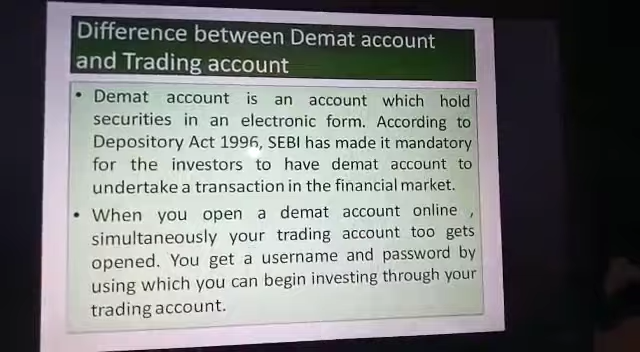 Difference between Demat account
and Trading account
• Demat account is an account which hold
securities in an electronic form. According to
Depository Act 1996, SEBI has made it mandatory
for the investors to have demat account to
undertake a transaction in the financial market.
• When you open a demat account online ,
simultaneously your trading account too gets
opened. You get a username and password by
using which you can begin investing through your
trading account.